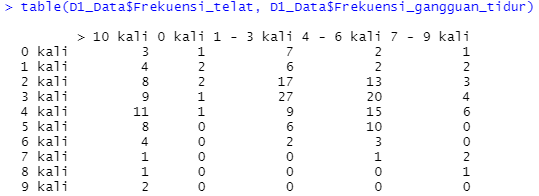 > table(D1_Data$Frekuensi_telat, D1_Data$Frekuensi_gangguan_tidur)
> 10 kali 0 kali 1 - 3 kali 4 - 6 kali 7 - 9 kali
0 kali 3 1 7 2 1
1 kali 4 2 6 2 2
2 kali 8 2 17 13 3
3 kali 9 1 27 20 4
4 kali 11 1 9 15 6
5 kali 8 0 6 10 0
6 kali 4 0 2 3 0
7 kali 1 0 0 1 2
8 kali 1 0 0 0 1
9 kali 2 0 0 0 0